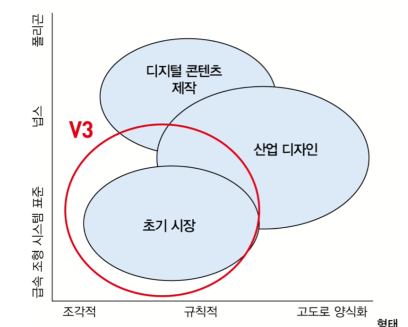 폴리곤
넙스
급속 조형 시스템 표준
디지털 콘텐츠
제작
V3
산업 디자인
초기 시장
조각적
규칙적
고도로 양식화
형태